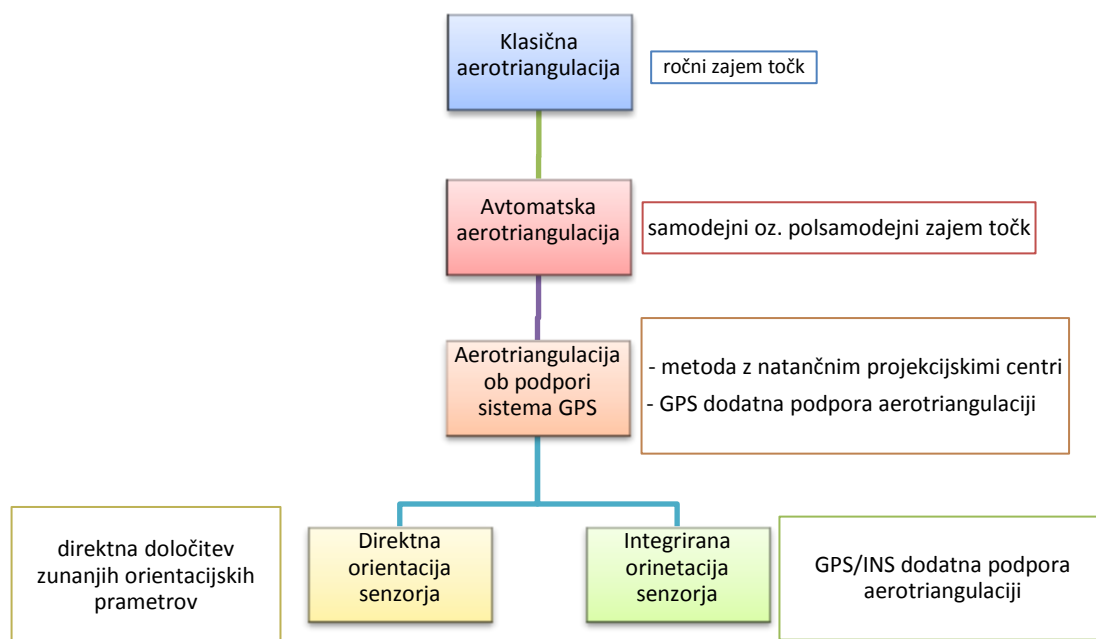 Klasična
aerotriangulacija
ročni zajem točk
Avtomatska
aerotriangulacija
samodejni oz. polsamodejni zajem točk
Aerotriangulacija
ob podpori
sistema GPS
- metoda z natančnim projekcijskimi centri
- GPS dodatna podpora aerotriangulaciji
direktna določitev
zunanjih orientacijskih
prametrov
Direktna
orientacija
senzorja
Integrirana
orinetacija
senzorja
GPS/INS dodatna podpora
aerotriangulaciji